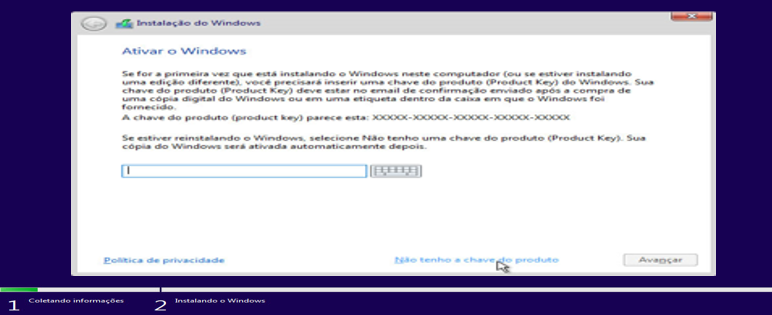 Instalação do Windows
Ativar o Windows
Se for a primeira vez que está instalando o Windows neste computador (ou se estiver instalando
uma edição diferente), você precisará inserir uma chave do produto (Product Key) do Windows. Sua
chave do produto (Product Key) deve estar no email de confirmação enviado após a compra de
uma cópia digital do Windows ou em uma etiqueta dentro da caixa em que o Windows foi
fornecido.
A chave do produto (product key) parece esta: XXXXX-XXXXX-XXXXX-XXXXX-XXXXX
Se estiver reinstalando o Windows, selecione Não tenho uma chave do produto (Product Key). Sua
cópia do Windows será ativada automaticamente depois.
Política de privacidade
Não tenho a chave do produto
Avançar
1 Coletando informações
2 Instalando o Windows